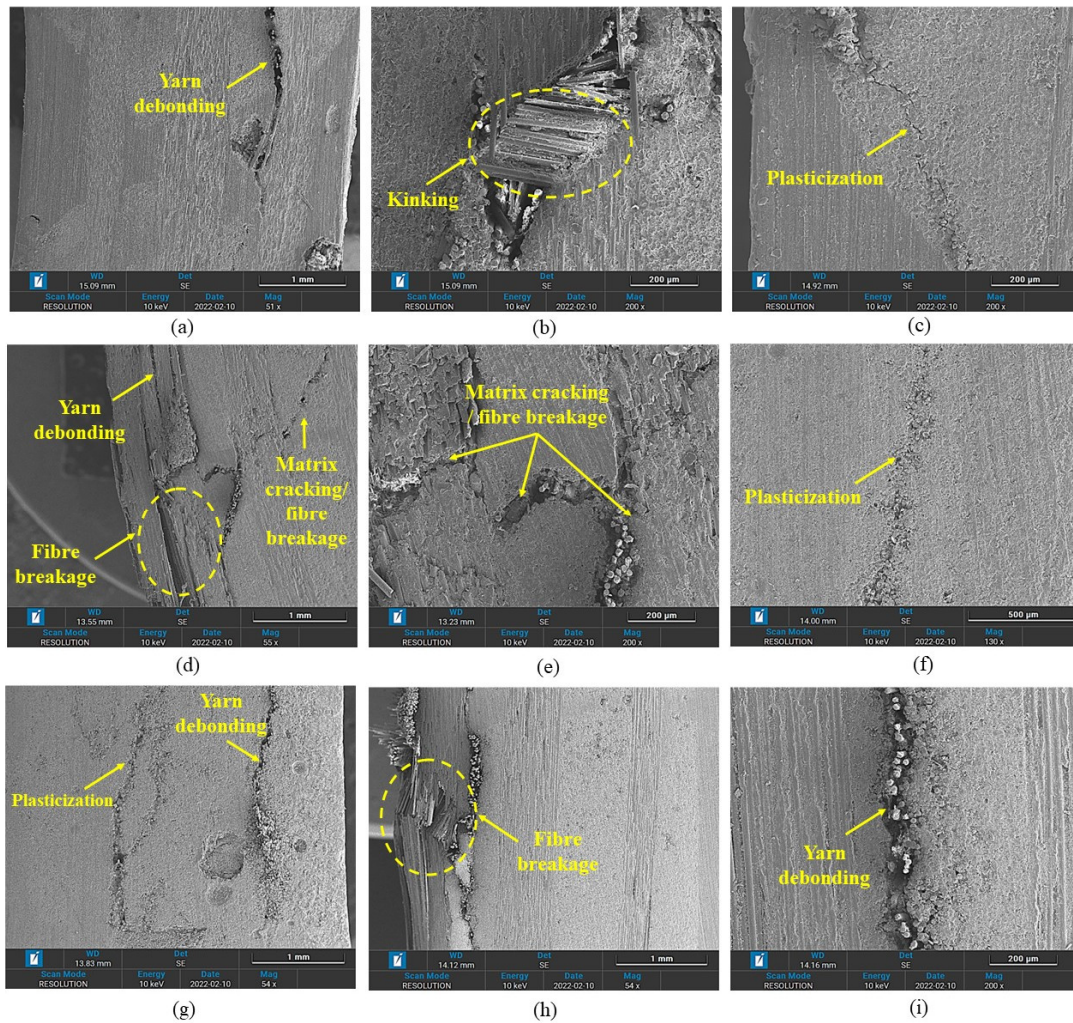 Yarn
debonding
WD
Det
15.09 mm
SE
1 mm
Scan Mode
Energy
Date
Mag
RESOLUTION
10 keV
2022-02-10
51 x
(a)
Kinking
WD
Det
15.09 mm
SE
200 µm
Scan Mode
Energy
Date
Mag
RESOLUTION
10 keV
2022-02-10
200 x
(b)
Plasticization
WD
Det
14.92 mm
SE
200 µm
Scan Mode
Energy
Date
Mag
RESOLUTION
10 keV
2022-02-10
200 x
(c)
Yarn
debonding
Matrix
cracking/
fibre
breakage
Fibre
breakage
WD
Det
13.55 mm
SE
1 mm
Scan Mode
Energy
Date
Mag
RESOLUTION
10 keV
2022-02-10
55 x
(d)
Matrix cracking
/ fibre breakage
WD
Det
13.23 mm
SE
200 µm
Scan Mode
Energy
Date
Mag
RESOLUTION
10 keV
2022-02-10
200 x
(e)
Plasticization
WD
Det
14.00 mm
SE
500 µm
Scan Mode
Energy
Date
Mag
RESOLUTION
10 keV
2022-02-10
130 x
(f)
Yarn
debonding
Plasticization
WD
Det
13.83 mm
SE
1 mm
Scan Mode
Energy
Date
Mag
RESOLUTION
10 keV
2022-02-10
54 x
(g)
Fibre
breakage
WD
Det
14.12 mm
SE
1 mm
Scan Mode
Energy
Date
Mag
RESOLUTION
10 keV
2022-02-10
54 x
(h)
Yarn
debonding
WD
Det
14.16 mm
SE
200 µm
Scan Mode
Energy
Date
Mag
RESOLUTION
10 keV
2022-02-10
200 x
(i)